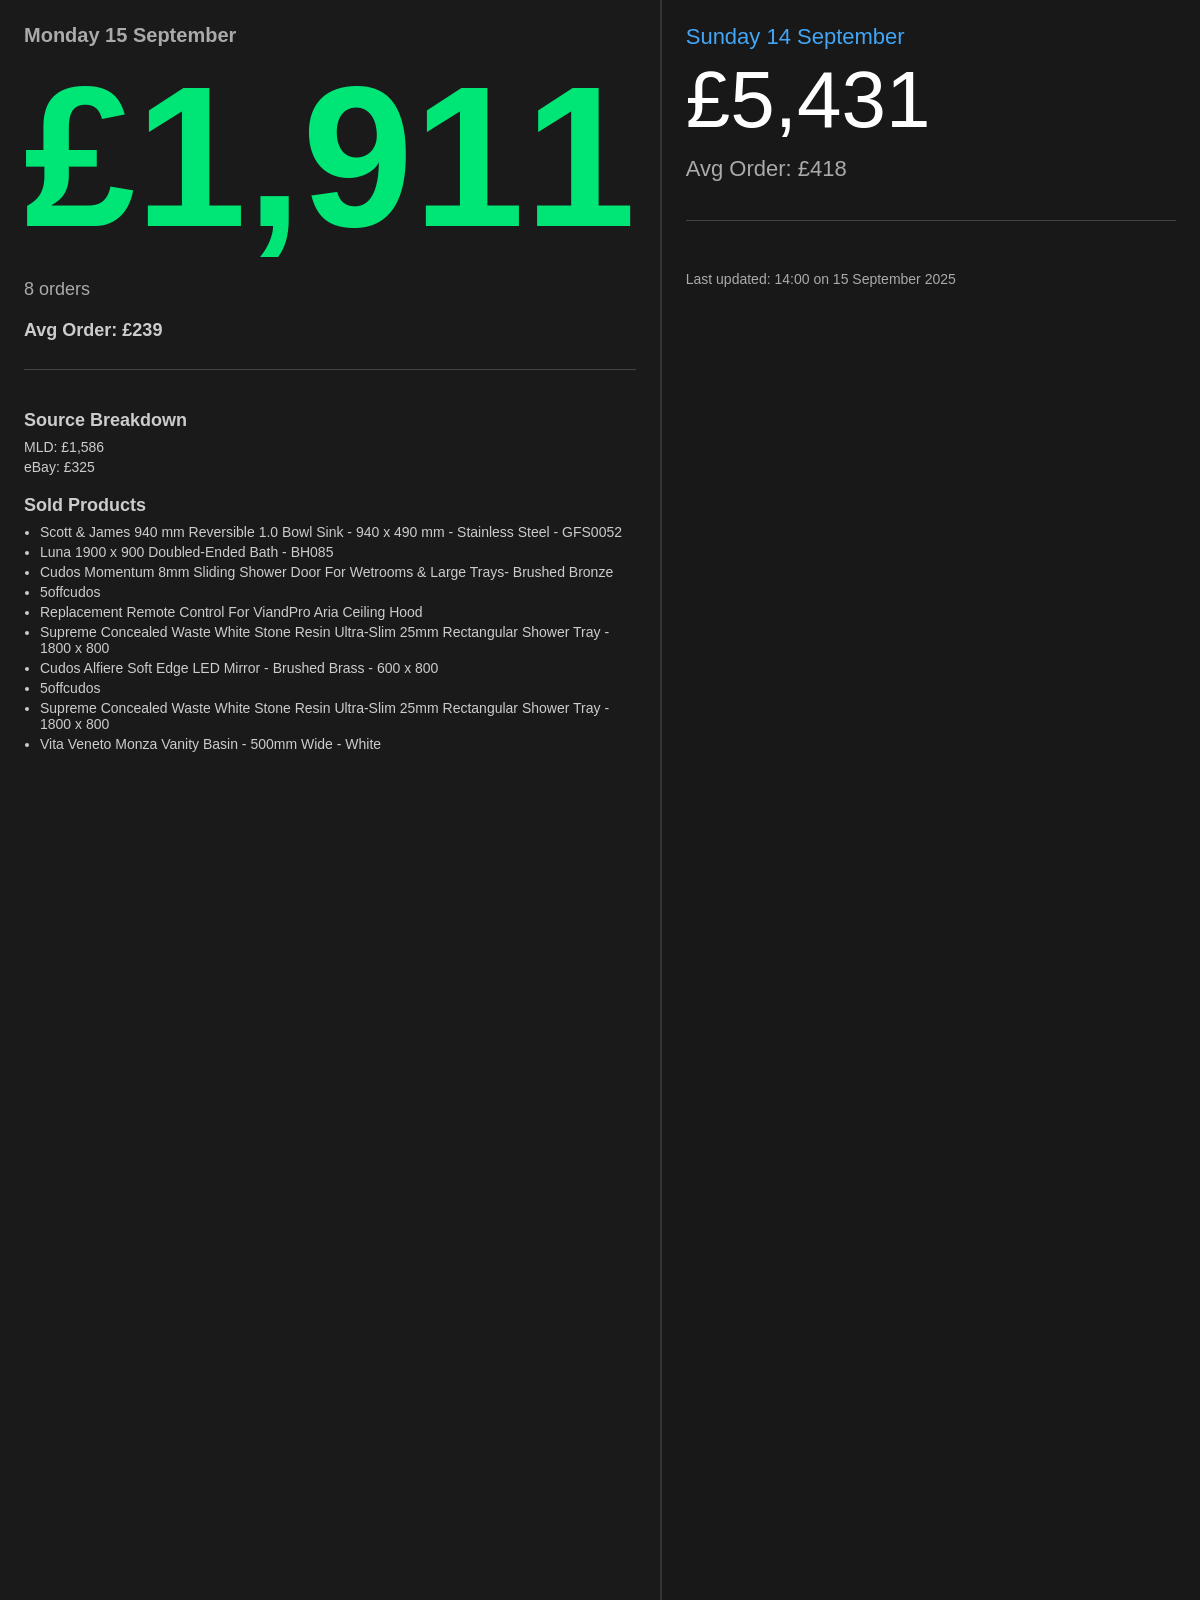 Monday 15 September
£1,911
8 orders
Avg Order: £239
Source Breakdown
MLD: £1,586
eBay: £325
Sold Products
• Scott & James 940 mm Reversible 1.0 Bowl Sink - 940 x 490 mm - Stainless Steel - GFS0052
• Luna 1900 x 900 Doubled-Ended Bath - BH085
• Cudos Momentum 8mm Sliding Shower Door For Wetrooms & Large Trays- Brushed Bronze
• 5offcudos
• Replacement Remote Control For ViandPro Aria Ceiling Hood
• Supreme Concealed Waste White Stone Resin Ultra-Slim 25mm Rectangular Shower Tray -
1800 x 800
• Cudos Alfiere Soft Edge LED Mirror - Brushed Brass - 600 x 800
• 5offcudos
• Supreme Concealed Waste White Stone Resin Ultra-Slim 25mm Rectangular Shower Tray -
1800 x 800
• Vita Veneto Monza Vanity Basin - 500mm Wide - White
Sunday 14 September
£5,431
Avg Order: £418
Last updated: 14:00 on 15 September 2025